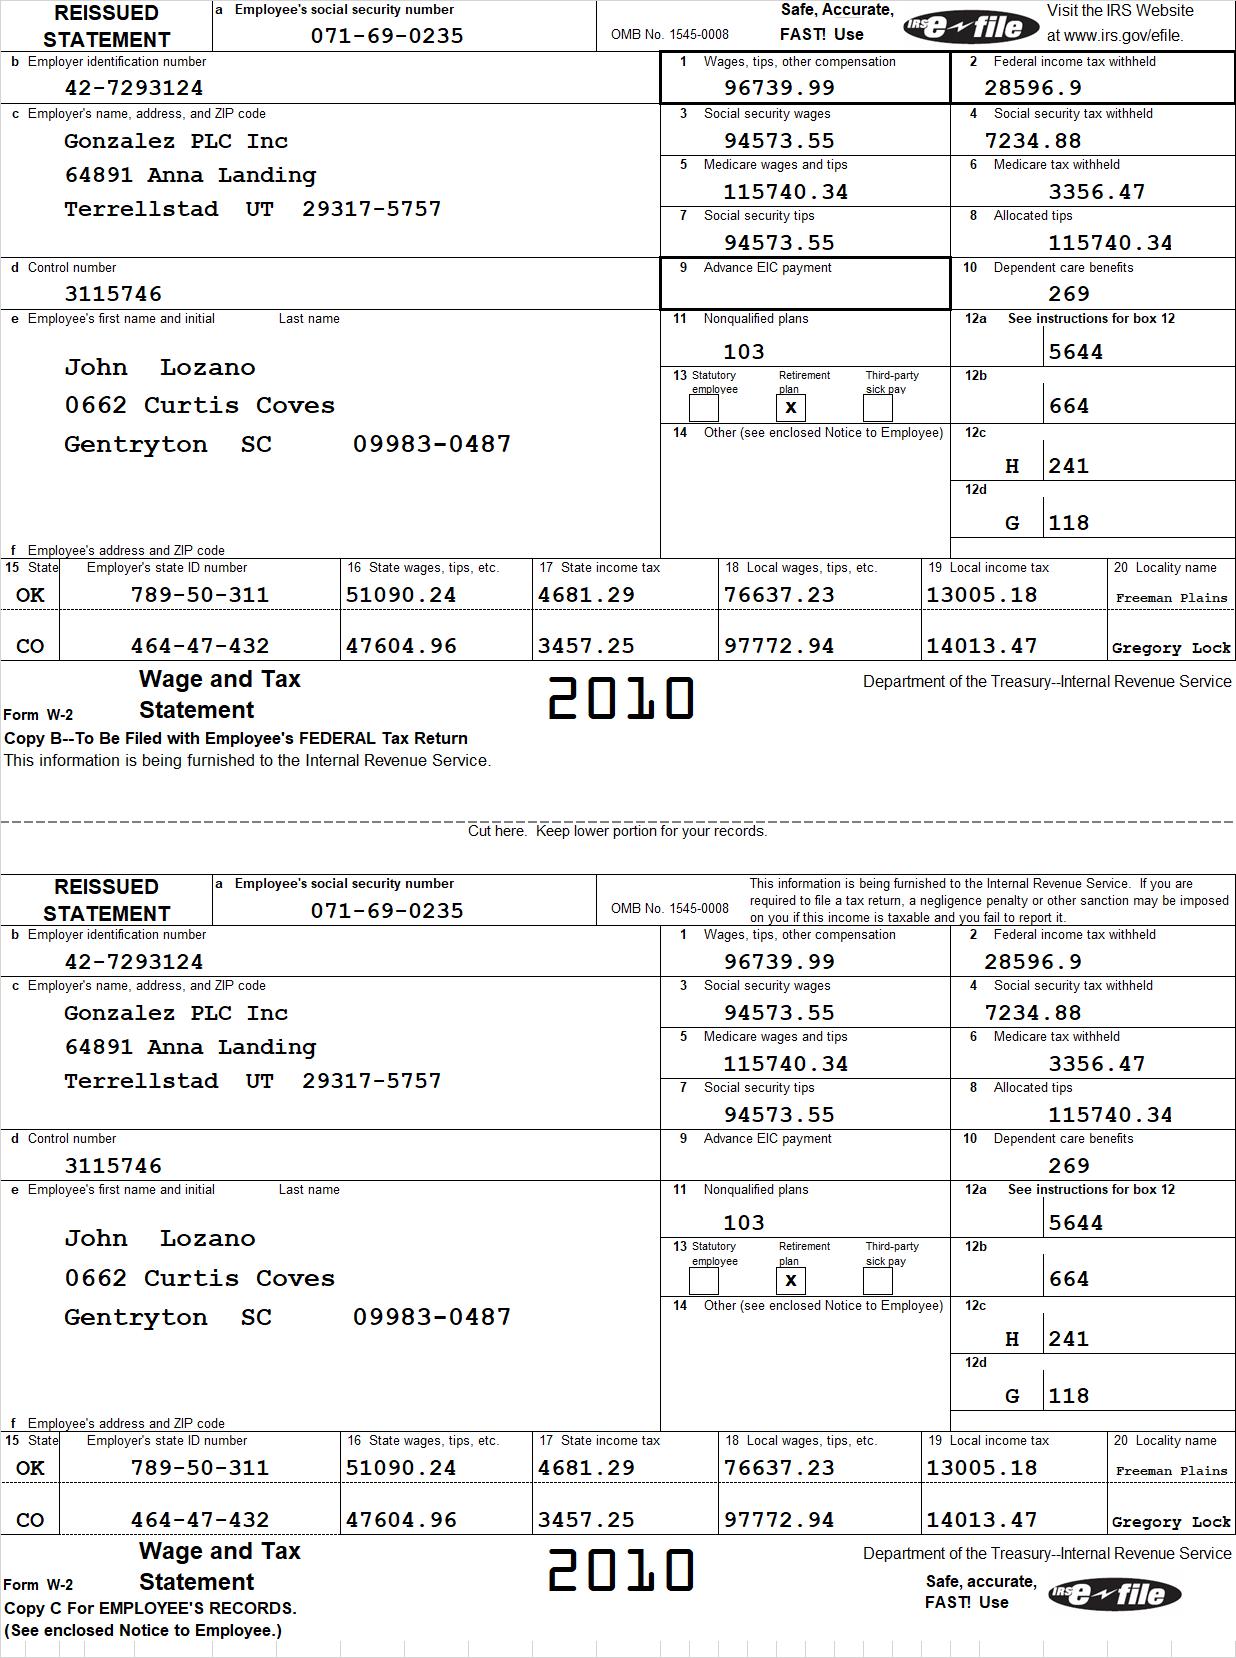 REISSUED STATEMENT
a Employee's social security number
071-69-0235
OMB No. 1545-0008
Safe, Accurate,
FAST! Use
IRS e-file
Visit the IRS Website
at www.irs.gov/efile.
b Employer identification number
42-7293124
1 Wages, tips, other compensation
96739.99
2 Federal income tax withheld
28596.9
c Employer's name, address, and ZIP code
Gonzalez PLC Inc
64891 Anna Landing
Terrellstad UT 29317-5757
3 Social security wages
94573.55
4 Social security tax withheld
7234.88
5 Medicare wages and tips
115740.34
6 Medicare tax withheld
3356.47
7 Social security tips
94573.55
8 Allocated tips
115740.34
d Control number
3115746
9 Advance EIC payment
10 Dependent care benefits
269
e Employee's first name and initial Last name
John Lozano
0662 Curtis Coves
Gentryton SC 09983-0487
11 Nonqualified plans
103
12a See instructions for box 12
5644
13 Statutory employee
Retirement plan
x
Third-party sick pay
12b
664
14 Other (see enclosed Notice to Employee)
12c
H 241
12d
G 118
f Employee's address and ZIP code
15 State Employer's state ID number 16 State wages, tips, etc. 17 State income tax 18 Local wages, tips, etc. 19 Local income tax 20 Locality name
OK 789-50-311 51090.24 4681.29 76637.23 13005.18 Freeman Plains
CO 464-47-432 47604.96 3457.25 97772.94 14013.47 Gregory Lock
Form W-2
Wage and Tax
Statement
2010
Department of the Treasury--Internal Revenue Service
Copy B--To Be Filed with Employee's FEDERAL Tax Return
This information is being furnished to the Internal Revenue Service.
Cut here. Keep lower portion for your records.
REISSUED STATEMENT
a Employee's social security number
071-69-0235
OMB No. 1545-0008
This information is being furnished to the Internal Revenue Service. If you are
required to file a tax return, a negligence penalty or other sanction may be imposed
on you if this income is taxable and you fail to report it.
b Employer identification number
42-7293124
1 Wages, tips, other compensation
96739.99
2 Federal income tax withheld
28596.9
c Employer's name, address, and ZIP code
Gonzalez PLC Inc
64891 Anna Landing
Terrellstad UT 29317-5757
3 Social security wages
94573.55
4 Social security tax withheld
7234.88
5 Medicare wages and tips
115740.34
6 Medicare tax withheld
3356.47
7 Social security tips
94573.55
8 Allocated tips
115740.34
d Control number
3115746
9 Advance EIC payment
10 Dependent care benefits
269
e Employee's first name and initial Last name
John Lozano
0662 Curtis Coves
Gentryton SC 09983-0487
11 Nonqualified plans
103
12a See instructions for box 12
5644
13 Statutory employee
Retirement plan
x
Third-party sick pay
12b
664
14 Other (see enclosed Notice to Employee)
12c
H 241
12d
G 118
f Employee's address and ZIP code
15 State Employer's state ID number 16 State wages, tips, etc. 17 State income tax 18 Local wages, tips, etc. 19 Local income tax 20 Locality name
OK 789-50-311 51090.24 4681.29 76637.23 13005.18 Freeman Plains
CO 464-47-432 47604.96 3457.25 97772.94 14013.47 Gregory Lock
Form W-2
Wage and Tax
Statement
2010
Department of the Treasury--Internal Revenue Service
Safe, accurate,
FAST! Use
IRS e-file
Copy C For EMPLOYEE'S RECORDS.
(See enclosed Notice to Employee.)